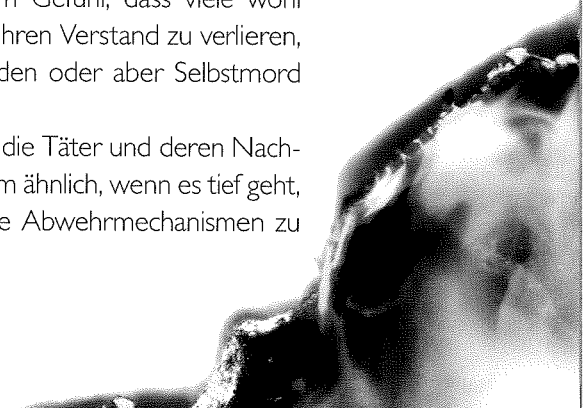 Gefühl, dass viele wohl
hren Verstand zu verlieren,
den oder aber Selbstmord
die Täter und deren Nach-
m ähnlich, wenn es tief geht,
e Abwehrmechanismen zu